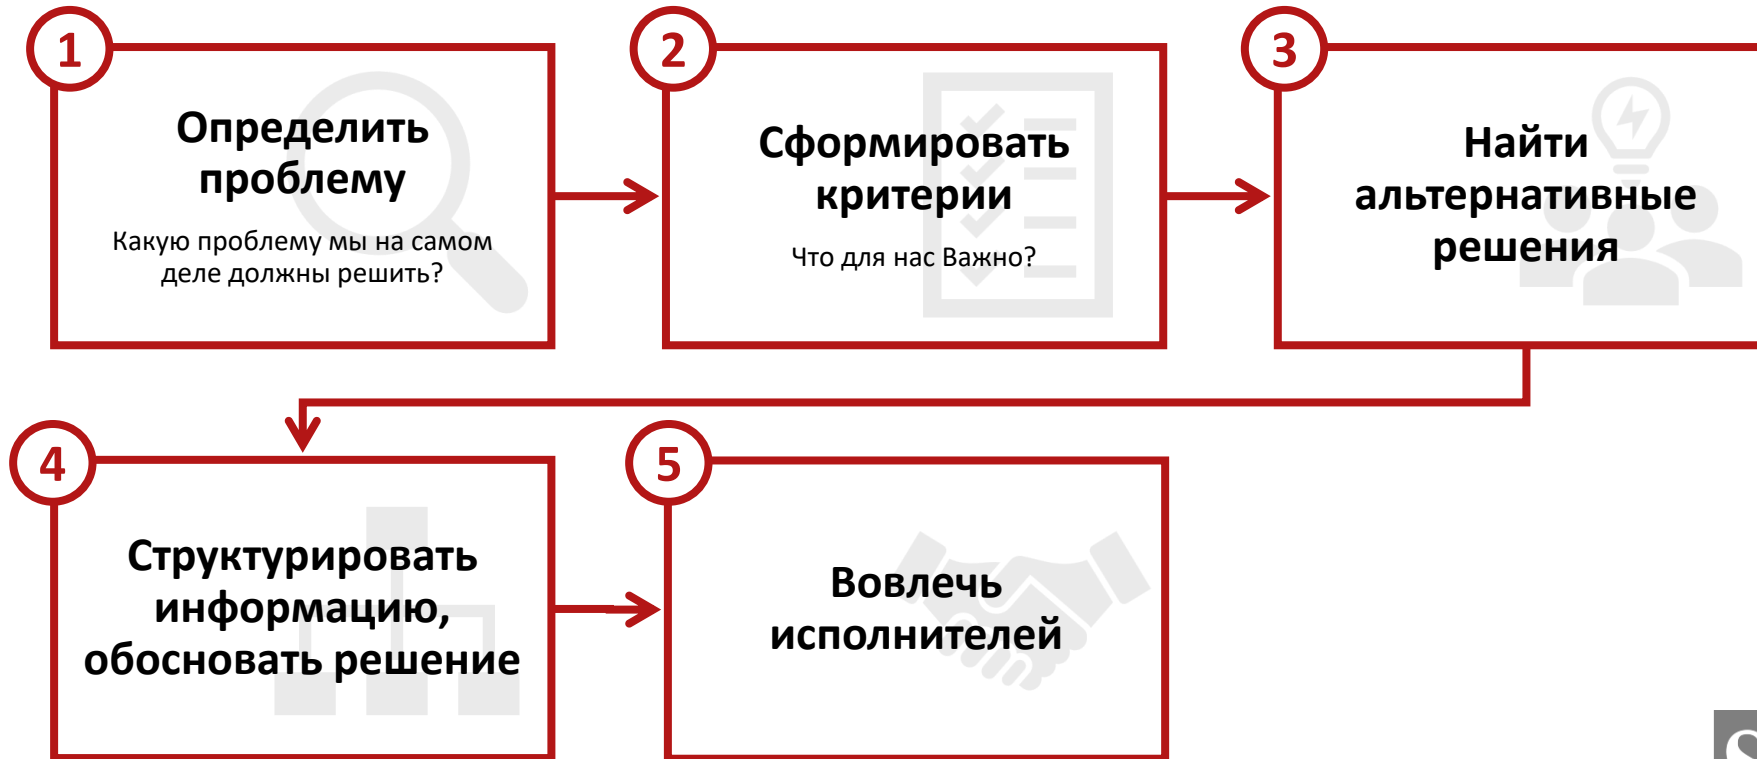 1
Определить
проблему
Какую проблему мы на самом
деле должны решить?
2
Сформировать
критерии
Что для нас Важно?
3
Найти
альтернативные
решения
4
Структурировать
информацию,
обосновать решение
5
Вовлечь
исполнителей